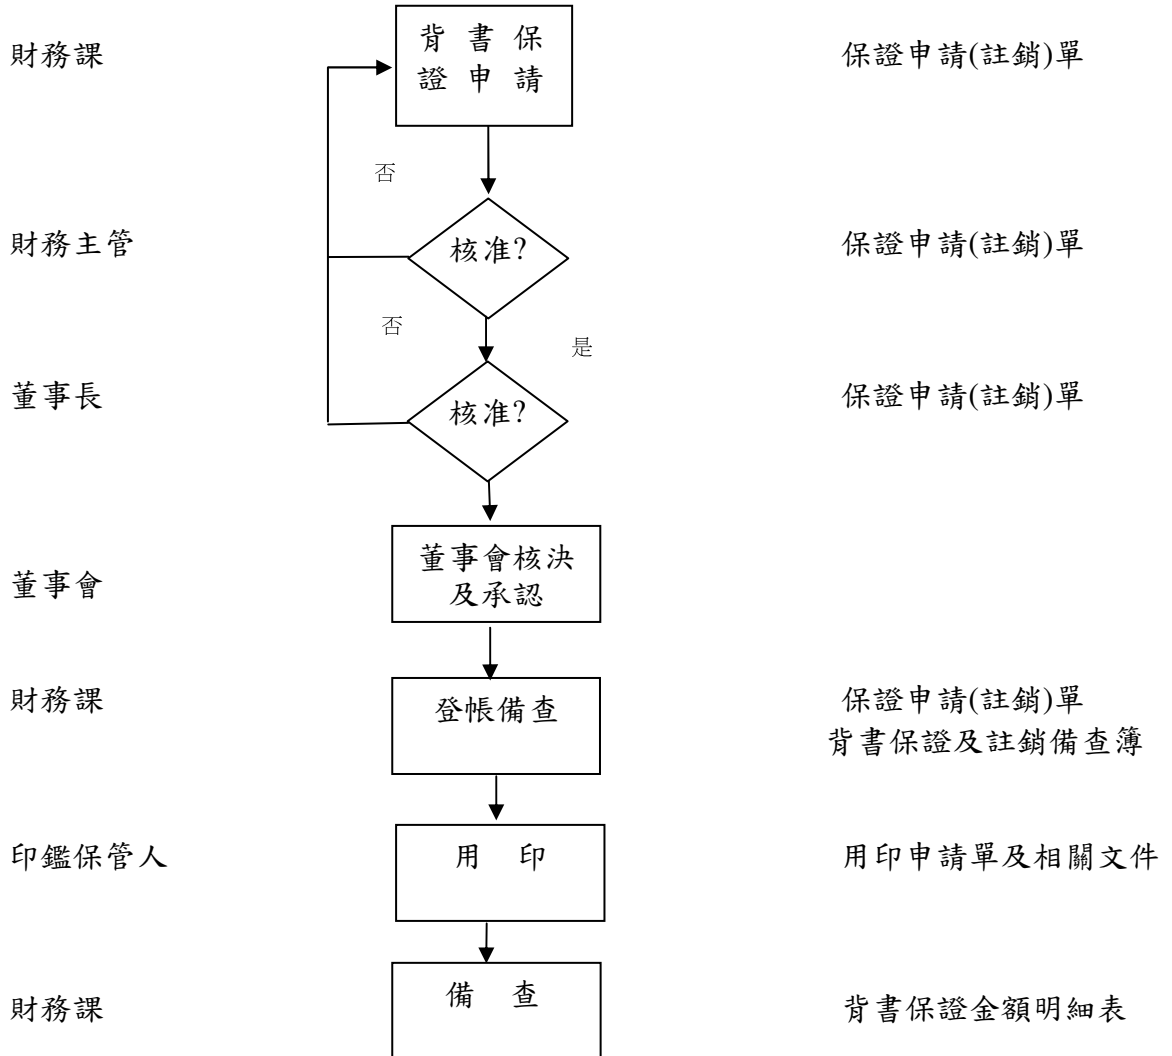 財務課
背書保
證申請
保證申請(註銷)單
否
財務主管
核准?
保證申請(註銷)單
否
是
董事長
核准?
保證申請(註銷)單
董事會
董事會核決
及承認
財務課
登帳備查
保證申請(註銷)單
背書保證及註銷備查簿
印鑑保管人
用 印
用印申請單及相關文件
財務課
備 查
背書保證金額明細表